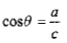 cosθ = a/c